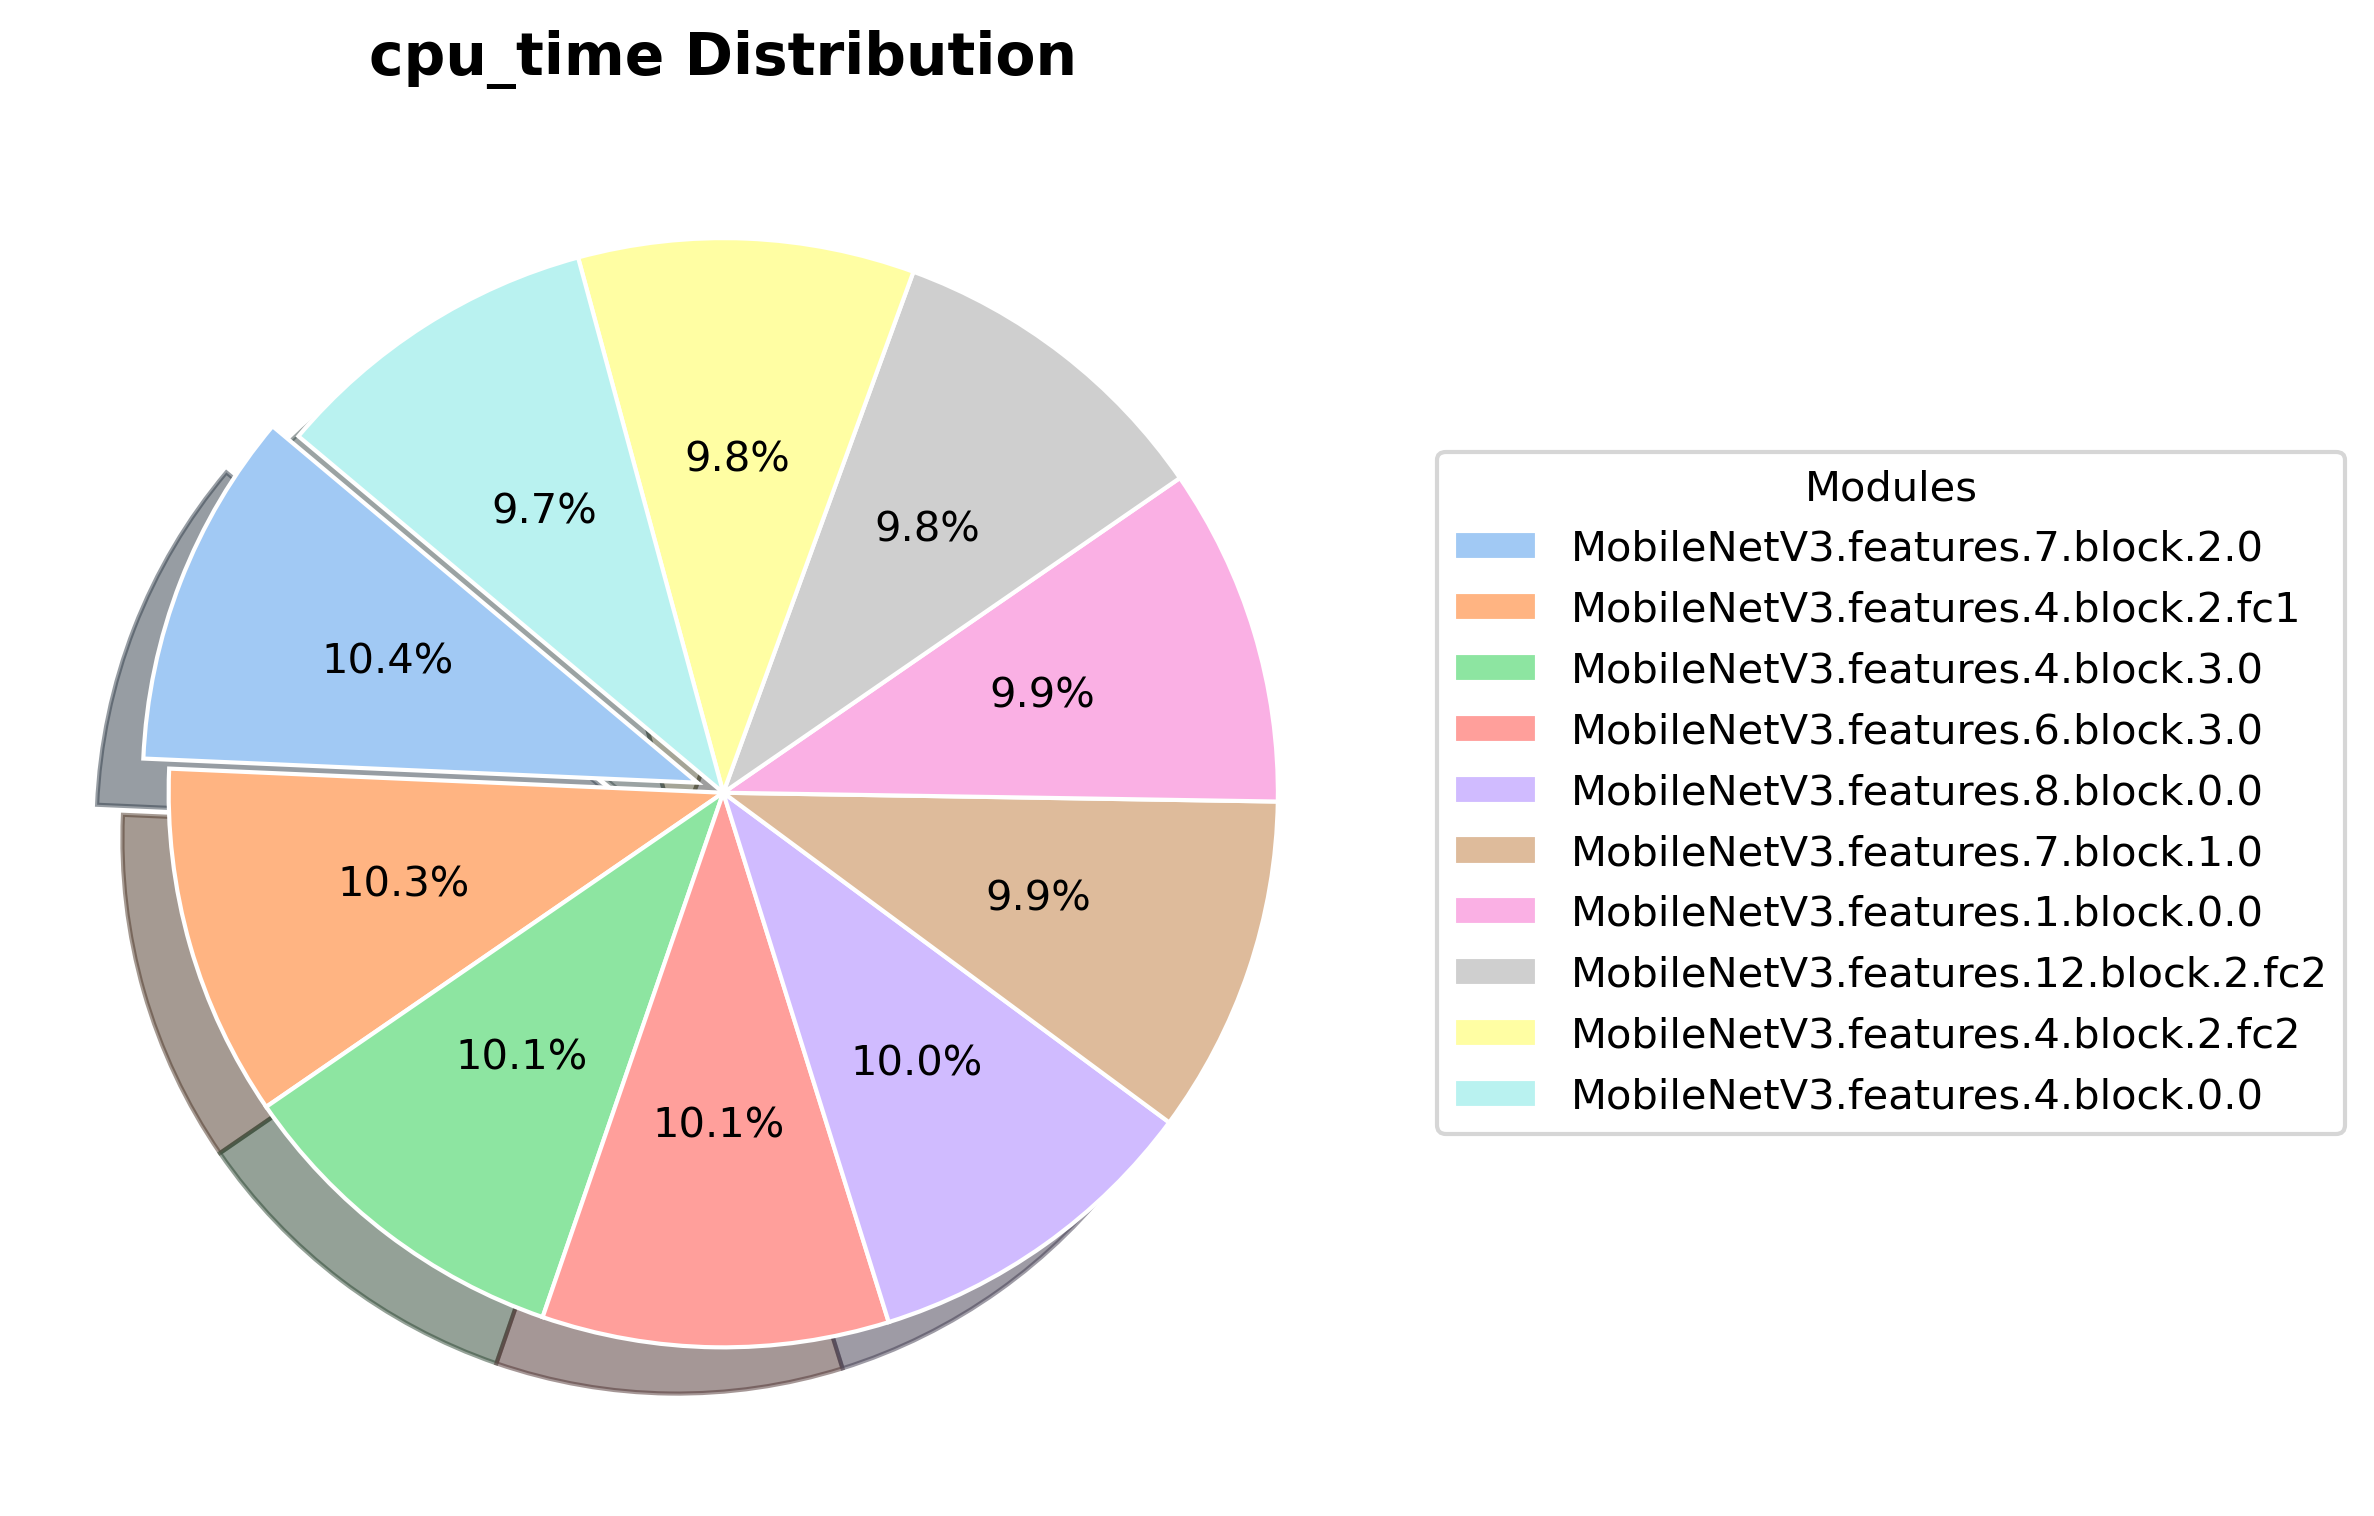 cpu_time Distribution
9.8%
9.7%
9.8%
10.4%
9.9%
10.3%
9.9%
10.1%
10.0%
10.1%
Modules
MobileNetV3.features.7.block.2.0
MobileNetV3.features.4.block.2.fc1
MobileNetV3.features.4.block.3.0
MobileNetV3.features.6.block.3.0
MobileNetV3.features.8.block.0.0
MobileNetV3.features.7.block.1.0
MobileNetV3.features.1.block.0.0
MobileNetV3.features.12.block.2.fc2
MobileNetV3.features.4.block.2.fc2
MobileNetV3.features.4.block.0.0